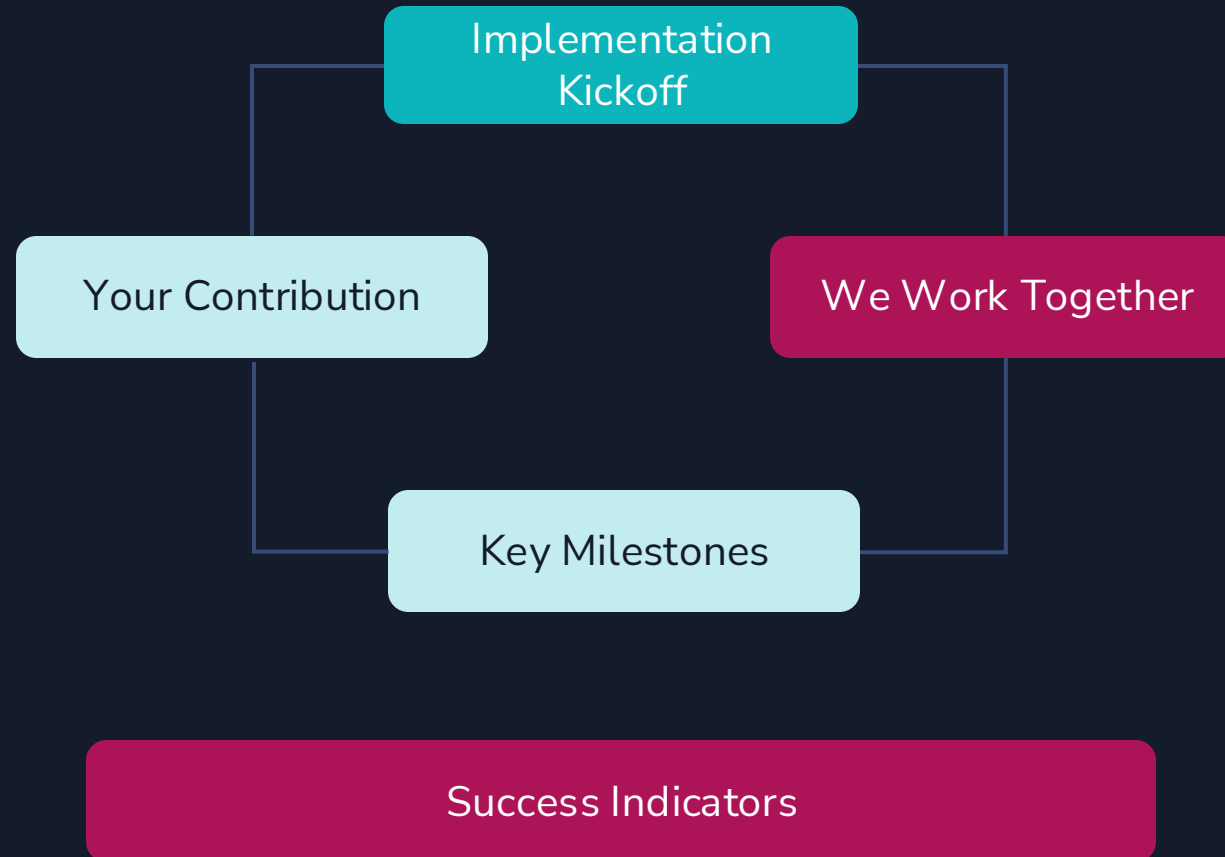 Implementation
Kickoff
Your Contribution
We Work Together
Key Milestones
Success Indicators